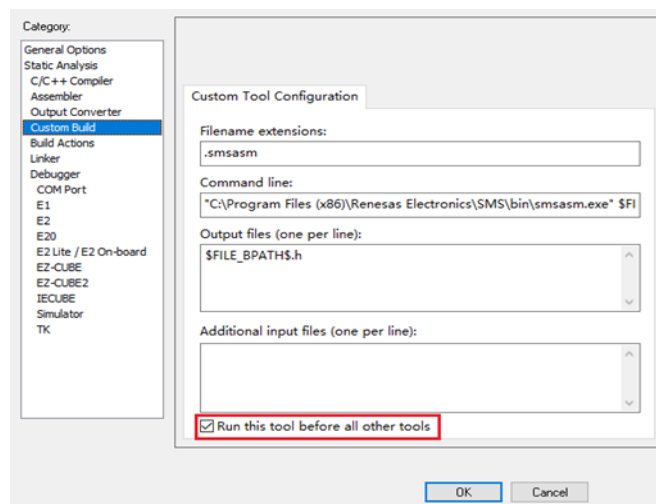 Category:
General Options
Static Analysis
C/C++ Compiler
Assembler
Output Converter
Custom Build
Build Actions
Linker
Debugger
COM Port
E1
E2
E20
E2 Lite / E2 On-board
EZ-CUBE
EZ-CUBE2
IECUBE
Simulator
TK
Custom Tool Configuration
Filename extensions:
.smsasm
Command line:
"C:\Program Files (x86)\Renesas Electronics\SMS\bin\smsasm.exe" $FI
Output files (one per line):
$FILE_BPATH$.h
Additional input files (one per line):
Run this tool before all other tools
OK
Cancel